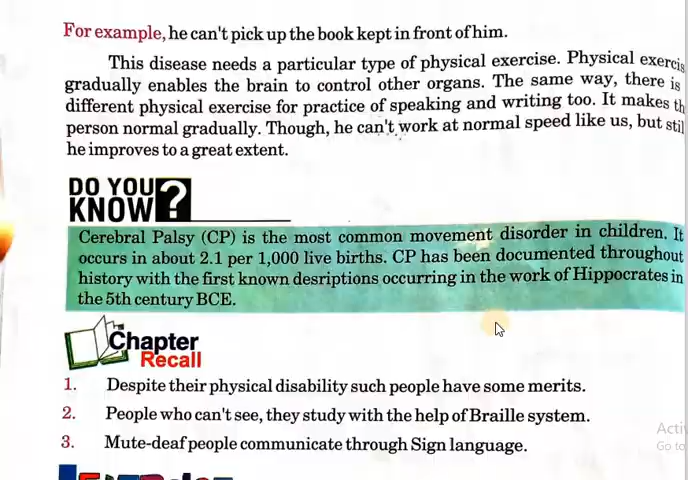 For example, he can't pick up the book kept in front of him.
This disease needs a particular type of physical exercise. Physical exercis
gradually enables the brain to control other organs. The same way, there is
different physical exercise for practice of speaking and writing too. It makes th
person normal gradually. Though, he can't work at normal speed like us, but stil
he improves to a great extent.
DO YOU
KNOW?
Cerebral Palsy (CP) is the most common movement disorder in children. It
occurs in about 2.1 per 1,000 live births. CP has been documented throughout
history with the first known desriptions occurring in the work of Hippocrates in
the 5th century BCE.
Chapter
Recall
1. Despite their physical disability such people have some merits.
2. People who can't see, they study with the help of Braille system.
3. Mute-deaf people communicate through Sign language.
Activ
Go to